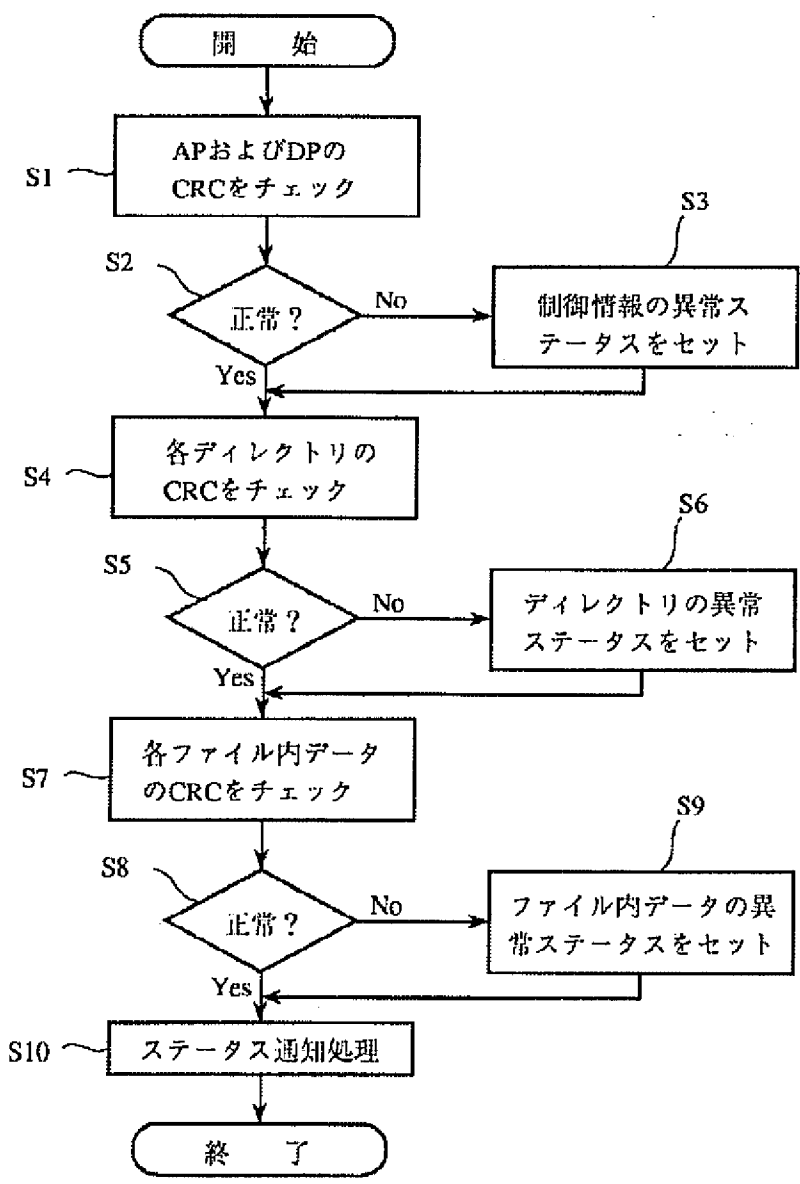 開 始
S1
APおよびDPの
CRCをチェック
S2
正常？
No
Yes
S3
制御情報の異常ス
テータスをセット
S4
各ディレクトリの
CRCをチェック
S5
正常？
No
Yes
S6
ディレクトリの異常
ステータスをセット
S7
各ファイル内データ
のCRCをチェック
S8
正常？
No
Yes
S9
ファイル内データの異
常ステータスをセット
S10
ステータス通知処理
終 了